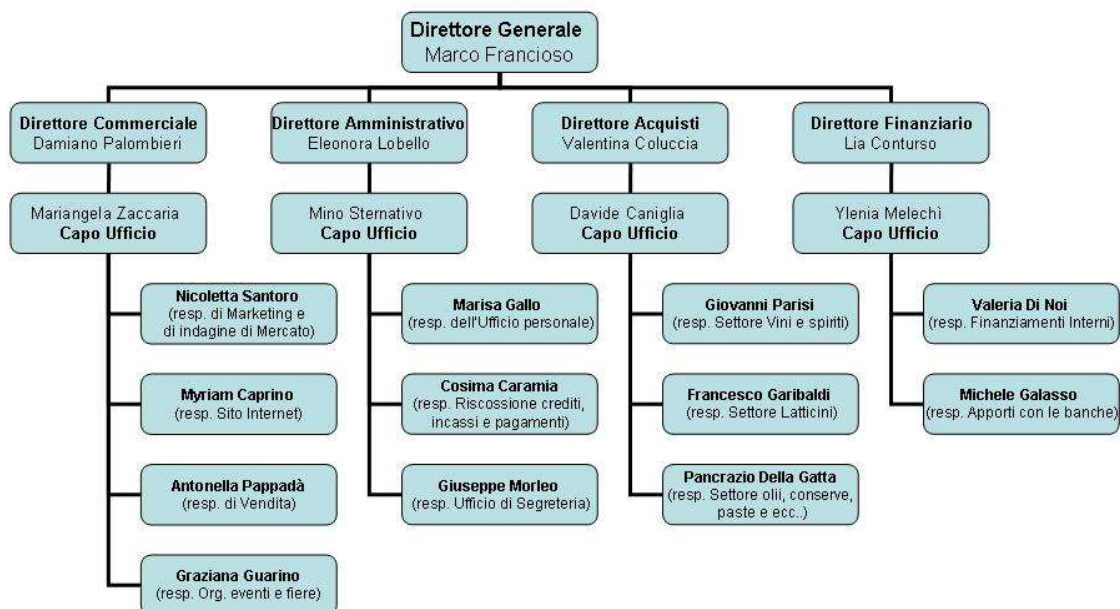 Direttore Generale
Marco Francioso
Direttore Commerciale
Damiano Palombieri
Direttore Amministrativo
Eleonora Lobello
Direttore Acquisti
Valentina Coluccia
Direttore Finanziario
Lia Conturso
Mariangela Zaccaria
Capo Ufficio
Mino Sternativo
Capo Ufficio
Davide Caniglia
Capo Ufficio
Ylenia Melechì
Capo Ufficio
Nicoletta Santoro
(resp. di Marketing e
di indagine di Mercato)
Marisa Gallo
(resp. dell'Ufficio personale)
Giovanni Parisi
(resp. Settore Vini e spiriti)
Valeria Di Noi
(resp. Finanziamenti Interni)
Myriam Caprino
(resp. Sito Internet)
Cosima Caramia
(resp. Riscossione crediti,
incassi e pagamenti)
Francesco Garibaldi
(resp. Settore Latticini)
Michele Galasso
(resp. Apporti con le banche)
Antonella Pappadà
(resp. di Vendita)
Giuseppe Morleo
(resp. Ufficio di Segreteria)
Pancrazio Della Gatta
(resp. Settore olii, conserve,
paste e ecc..)
Graziana Guarino
(resp. Org. eventi e fiere)